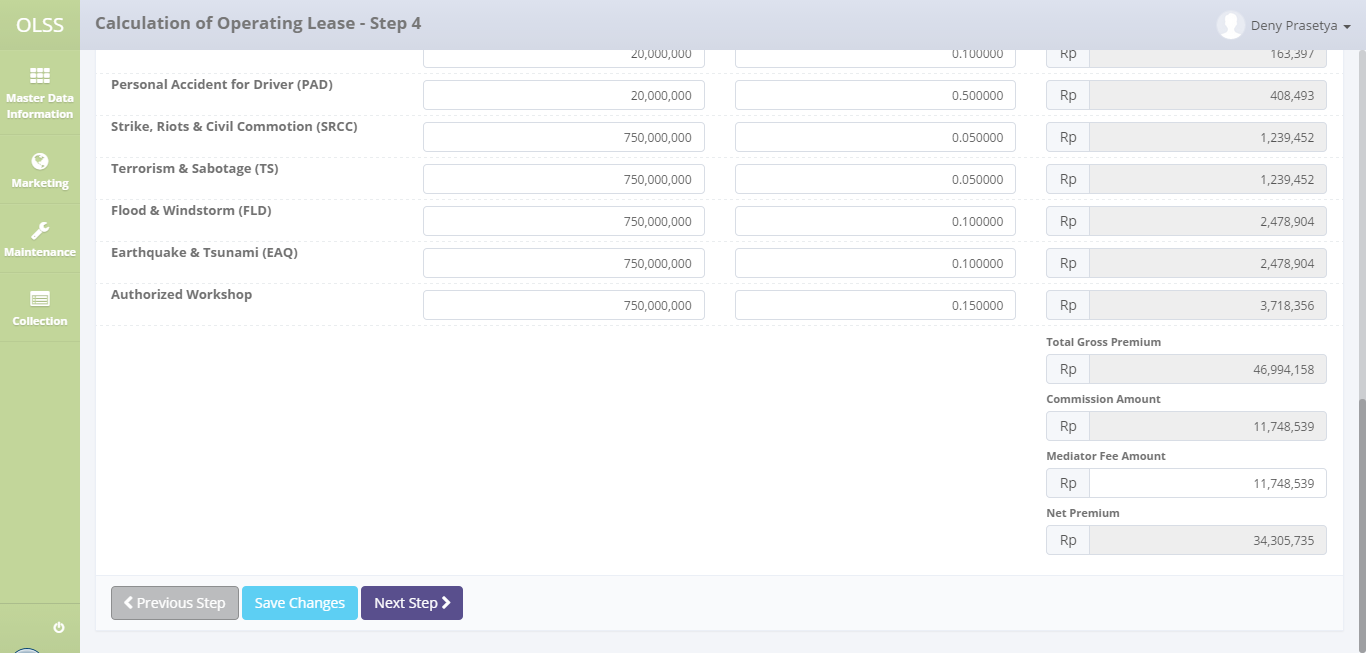 OLSS
Calculation of Operating Lease - Step 4
Deny Prasetya
Master Data
Information
Marketing
Maintenance
Collection
20,000,000 0.100000 Rp 163,397
Personal Accident for Driver (PAD) 20,000,000 0.500000 Rp 408,493
Strike, Riots & Civil Commotion (SRCC) 750,000,000 0.050000 Rp 1,239,452
Terrorism & Sabotage (TS) 750,000,000 0.050000 Rp 1,239,452
Flood & Windstorm (FLD) 750,000,000 0.100000 Rp 2,478,904
Earthquake & Tsunami (EAQ) 750,000,000 0.100000 Rp 2,478,904
Authorized Workshop 750,000,000 0.150000 Rp 3,718,356
Total Gross Premium
Rp 46,994,158
Commission Amount
Rp 11,748,539
Mediator Fee Amount
Rp 11,748,539
Net Premium
Rp 34,305,735
Previous Step Save Changes Next Step